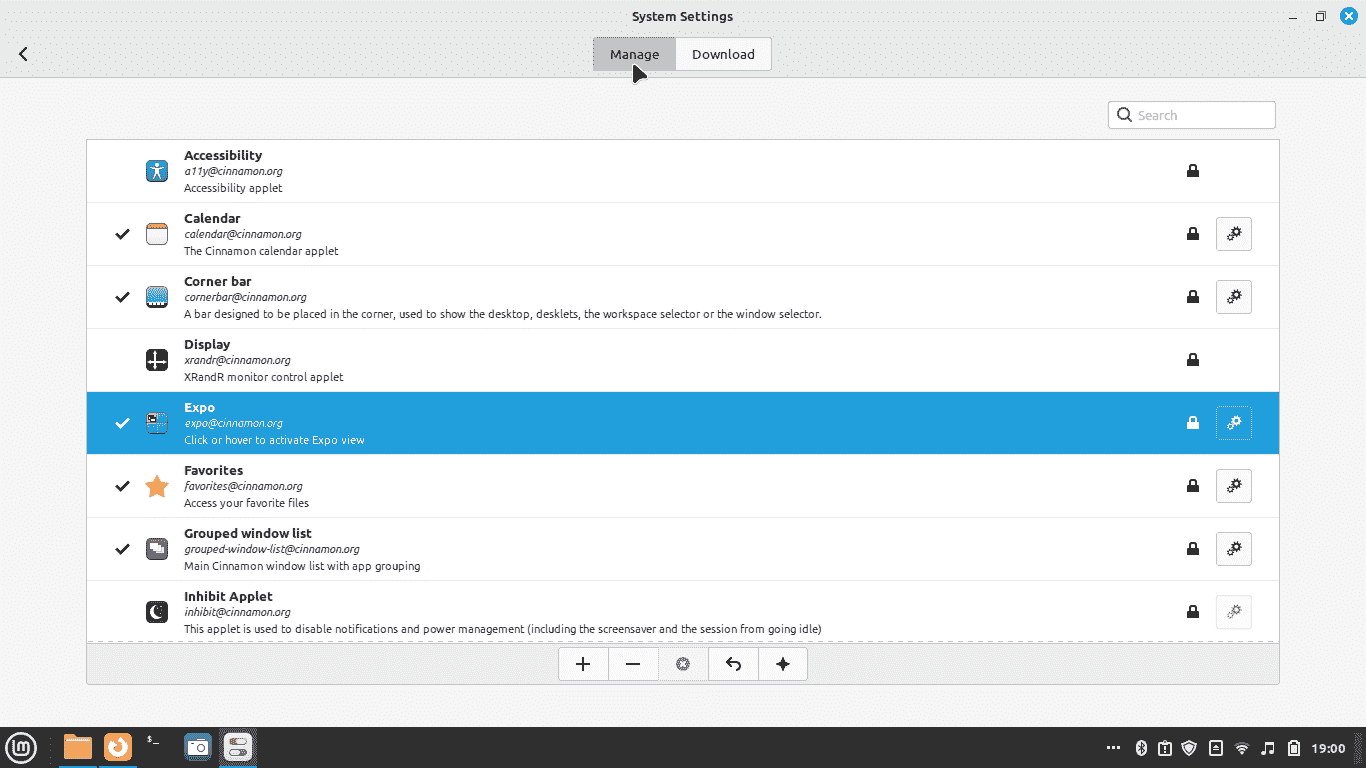 System Settings
Manage
Download
Search
Accessibility
a11y@cinnamon.org
Accessibility applet
Calendar
calendar@cinnamon.org
The Cinnamon calendar applet
Corner bar
cornerbar@cinnamon.org
A bar designed to be placed in the corner, used to show the desktop, desklets, the workspace selector or the window selector.
Display
xrandr@cinnamon.org
XRandR monitor control applet
Expo
expo@cinnamon.org
Click or hover to activate Expo view
Favorites
favorites@cinnamon.org
Access your favorite files
Grouped window list
grouped-window-list@cinnamon.org
Main Cinnamon window list with app grouping
Inhibit Applet
inhibit@cinnamon.org
This applet is used to disable notifications and power management (including the screensaver and the session from going idle)
$_
19:00